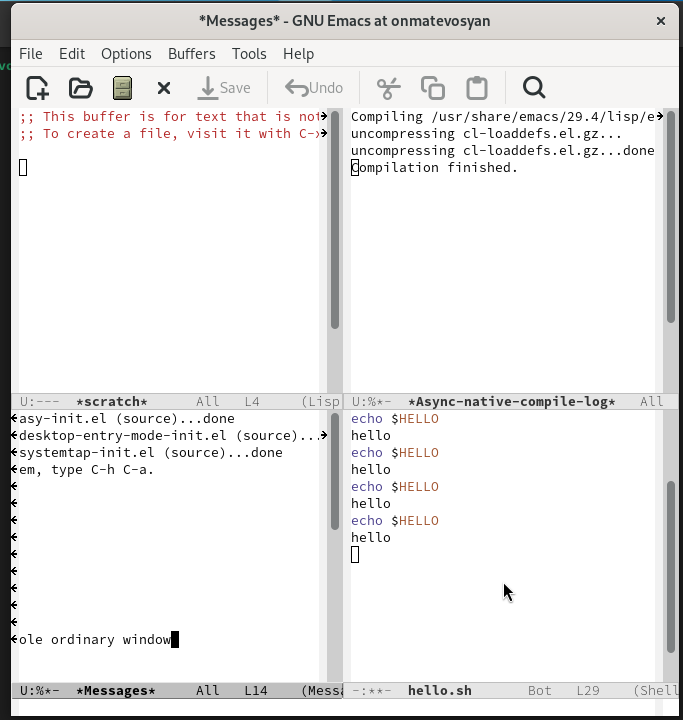 *Messages* - GNU Emacs at onmatevosyan
File Edit Options Buffers Tools Help
Save Undo
;; This buffer is for text that is not
;; To create a file, visit it with C-x
U:--- *scratch* All L4 (Lisp
Compiling /usr/share/emacs/29.4/lisp/e
uncompressing cl-loaddefs.el.gz...
uncompressing cl-loaddefs.el.gz...done
Compilation finished.
U:%*- *Async-native-compile-log* All
asy-init.el (source)...done
desktop-entry-mode-init.el (source)...
systemtap-init.el (source)...done
em, type C-h C-a.
ole ordinary window
U:%*- *Messages* All L14 (Messa
echo $HELLO
hello
echo $HELLO
hello
echo $HELLO
hello
echo $HELLO
hello
-:**- hello.sh Bot L29 (Shell